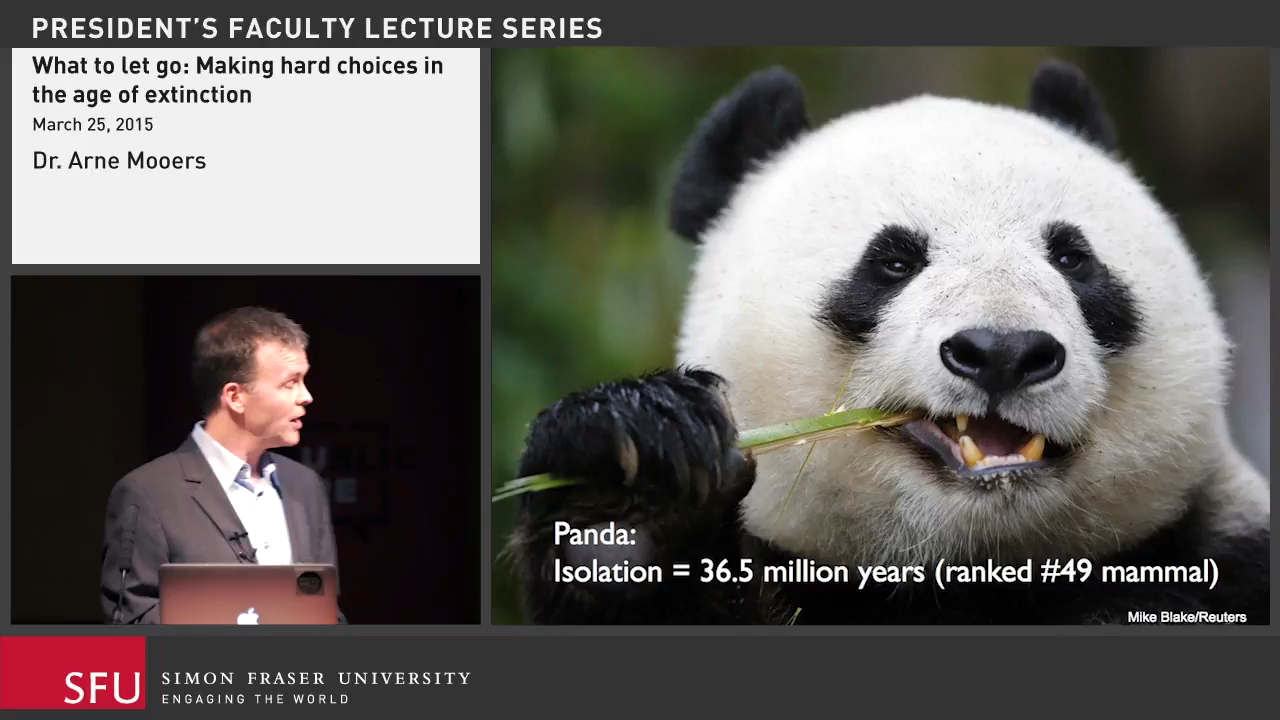 PRESIDENT'S FACULTY LECTURE SERIES
What to let go: Making hard choices in
the age of extinction
March 25, 2015
Dr. Arne Mooers
Panda:
Isolation = 36.5 million years (ranked #49 mammal)
Mike Blake/Reuters
SFU
SIMON FRASER UNIVERSITY
ENGAGING THE WORLD